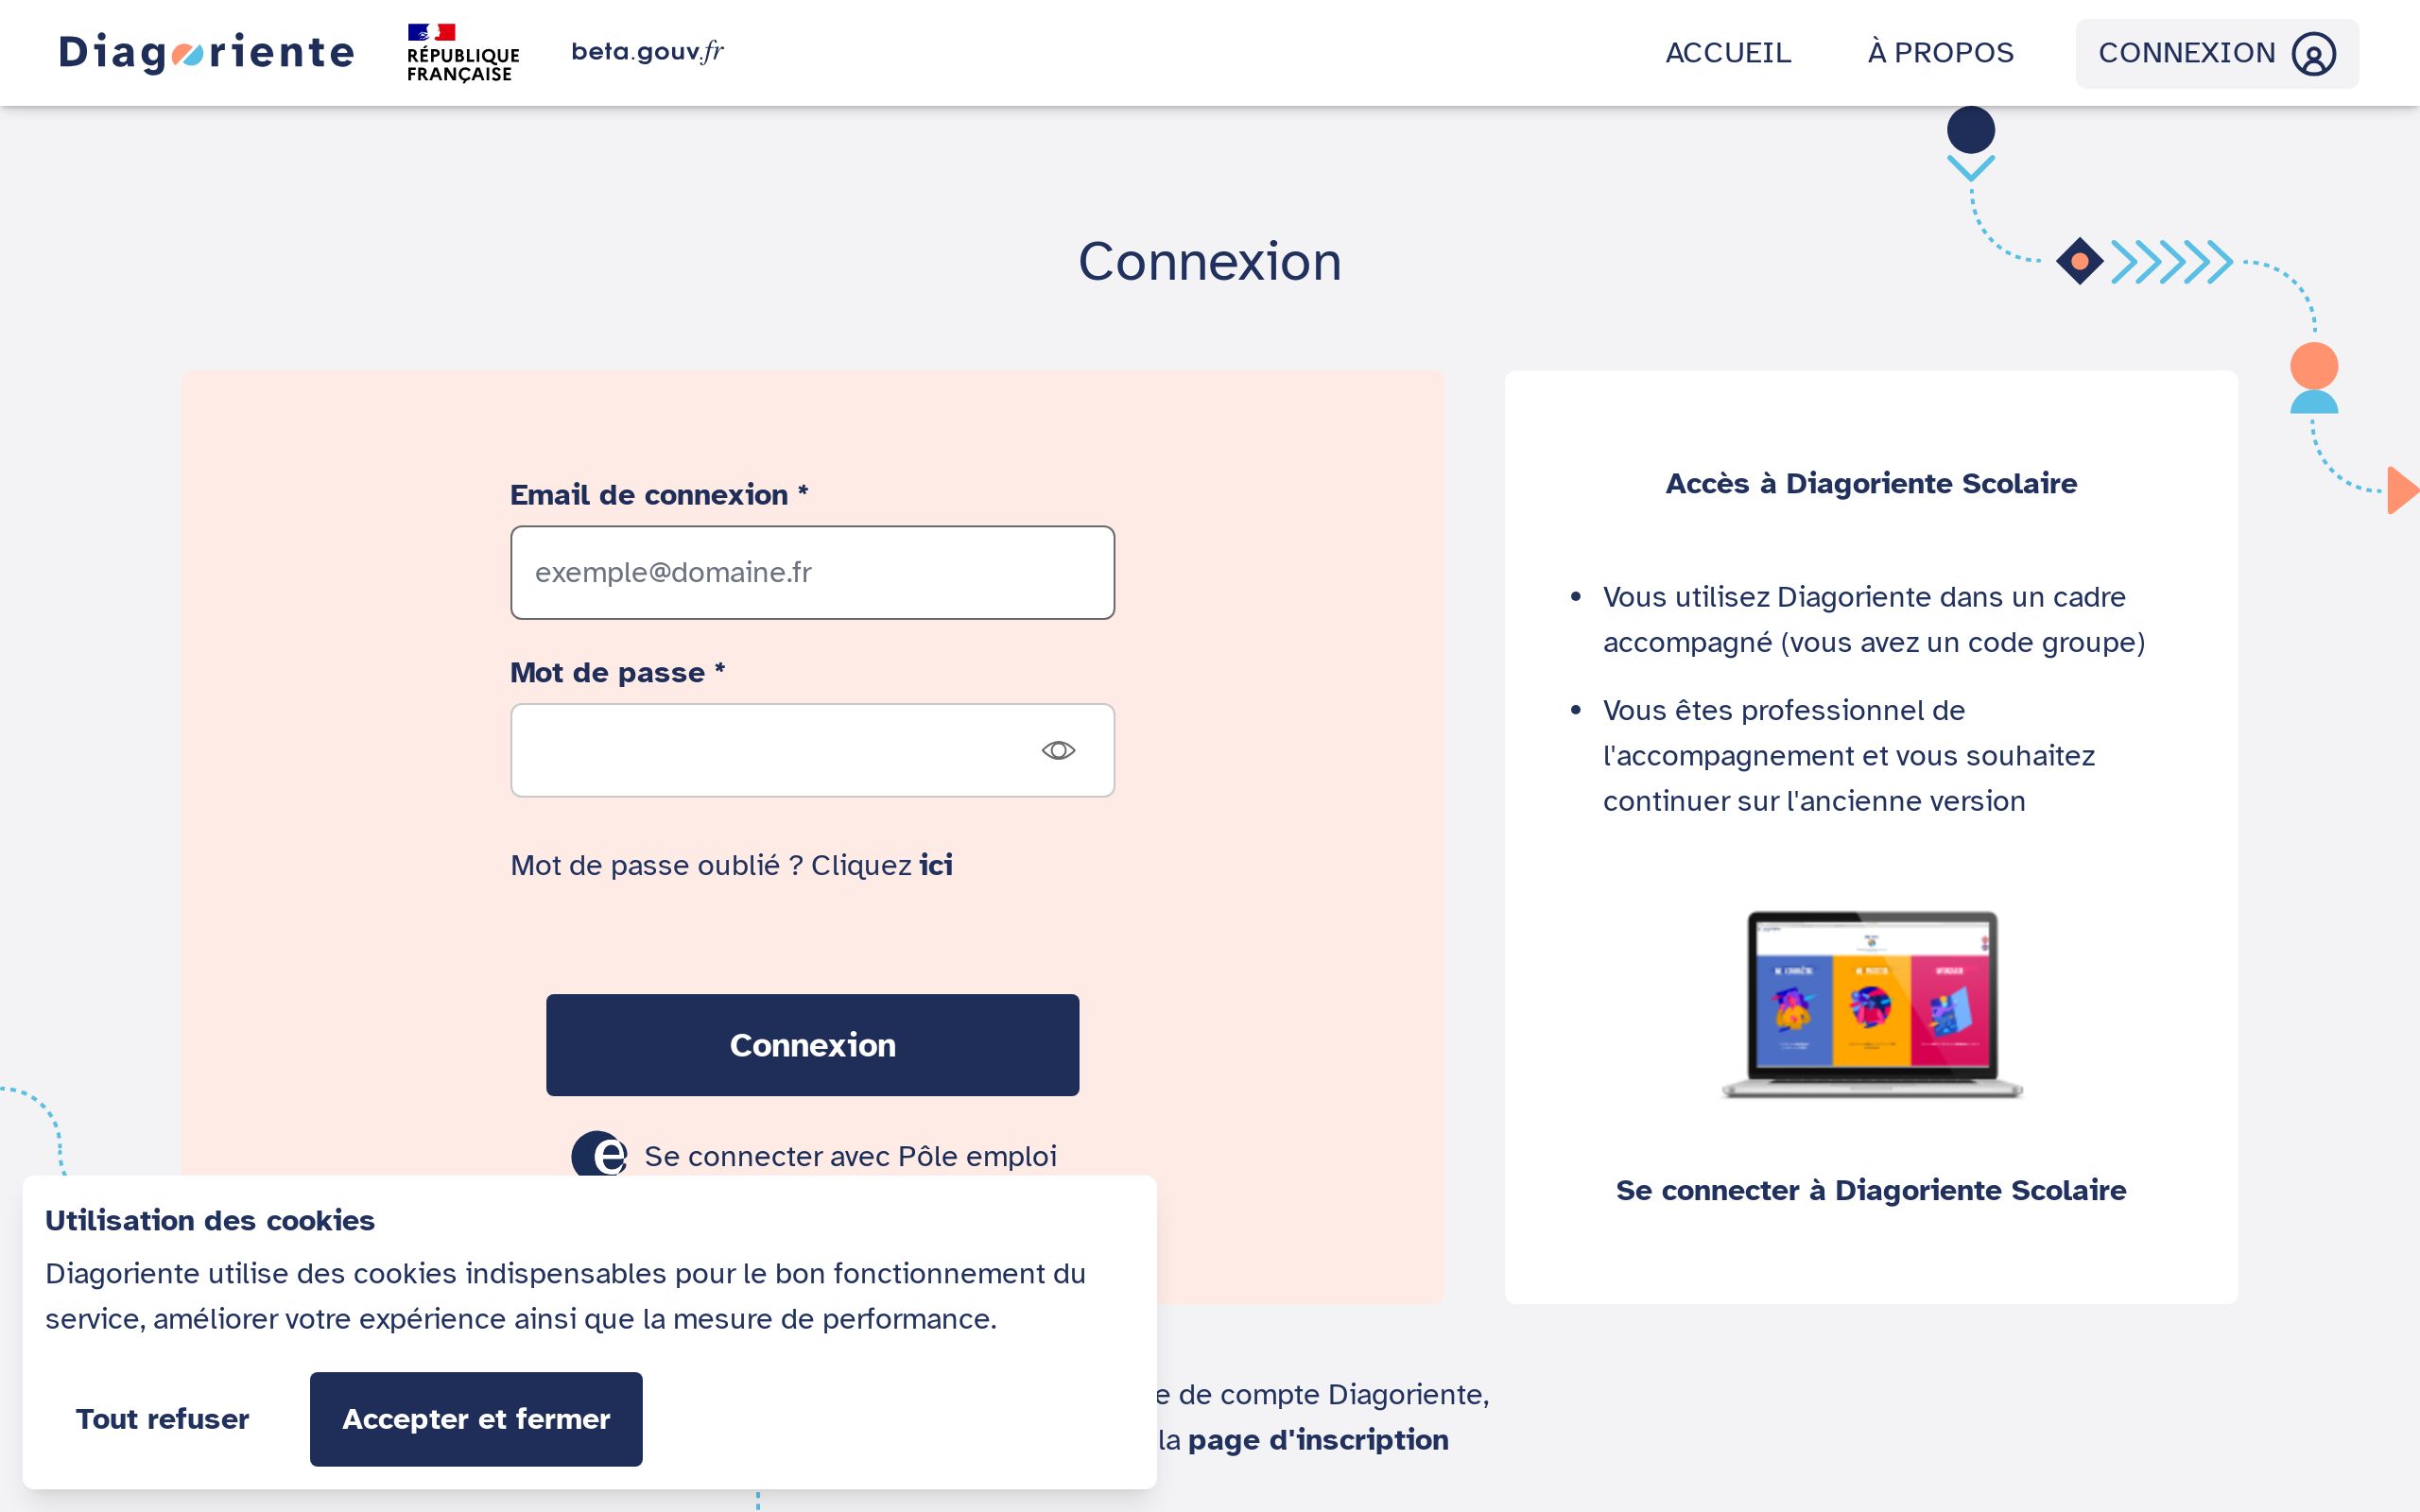 Diagoriente
RÉPUBLIQUE
FRANÇAISE
beta.gouv.fr
ACCUEIL
À PROPOS
CONNEXION
Connexion
Email de connexion *
exemple@domaine.fr
Mot de passe *
Mot de passe oublié ? Cliquez ici
Connexion
e Se connecter avec Pôle emploi
Accès à Diagoriente Scolaire
• Vous utilisez Diagoriente dans un cadre
accompagné (vous avez un code groupe)
• Vous êtes professionnel de
l'accompagnement et vous souhaitez
continuer sur l'ancienne version
Se connecter à Diagoriente Scolaire
Utilisation des cookies
Diagoriente utilise des cookies indispensables pour le bon fonctionnement du
service, améliorer votre expérience ainsi que la mesure de performance.
Tout refuser
Accepter et fermer
e de compte Diagoriente,
la page d'inscription